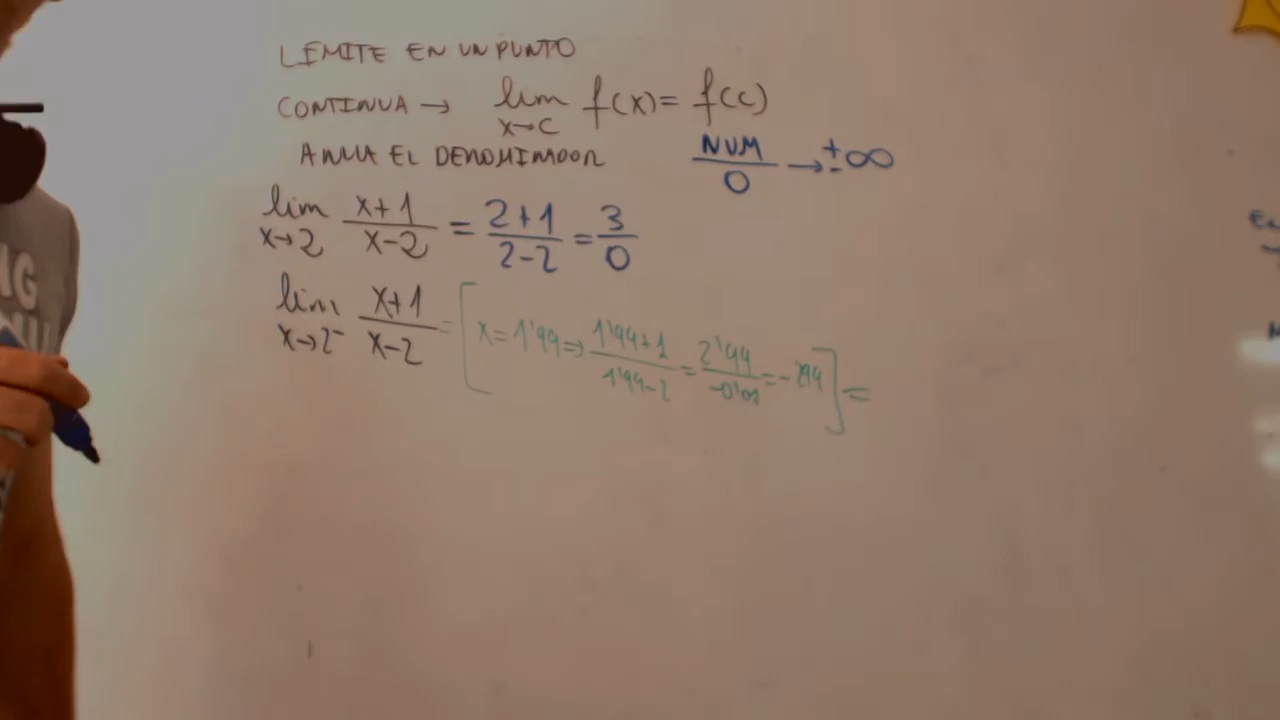 LÍMITE EN UN PUNTO
CONTINUA → lim x→c f(x) = f(c)
ANULA EL DENOMINADOR NUM/0 → ±∞
lim x→2 x+1/x-2 = 2+1/2-2 = 3/0
lim x→2⁻ x+1/x-2 = [x = 1'99 ⇒ 1'99+1/1'99-2 = 2'99/-0'01 = -299] =